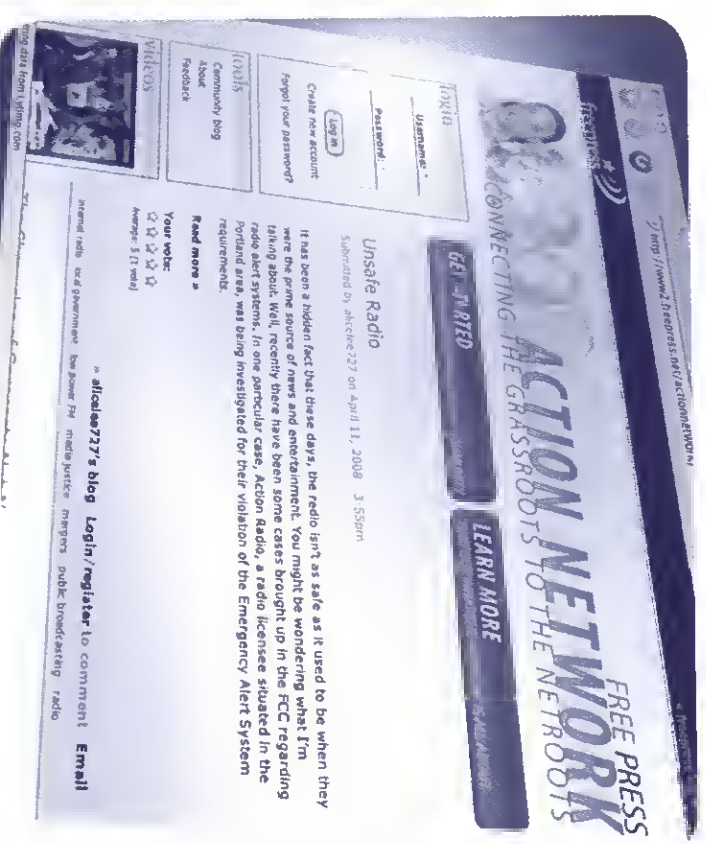 freepress
http://www2.freepress.net/actionnetwork
FREE PRESS
ACTION NETWORK
CONNECTING THE GRASSROOTS TO THE NETROOTS
GET STARTED
LEARN MORE
login
Username: *
Password: *
Log in
Create new account
Forgot your password?
tools
Community blog
About
Feedback
videos
ring data from i.ytimg.com
Unsafe Radio
Submitted by alicelee727 on April 11, 2008 3:55pm
It has been a hidden fact that these days, the redio isn't as safe as it used to be when they
were the prime source of news and entertainment. You might be wondering what I'm
talking about. Well, recently there have been some cases brought up in the FCC regarding
radio alert systems. In one particular case, Action Radio, a radio licensee situated in the
Portland area, was being investigated for their violation of the Emergency Alert System
requirements.
Read more »
Your vote:
Average: 5 (1 vote)
» alicelee727's blog Login/register to comment Email
internet radio local government low power FM media justice mergers public broadcasting radio